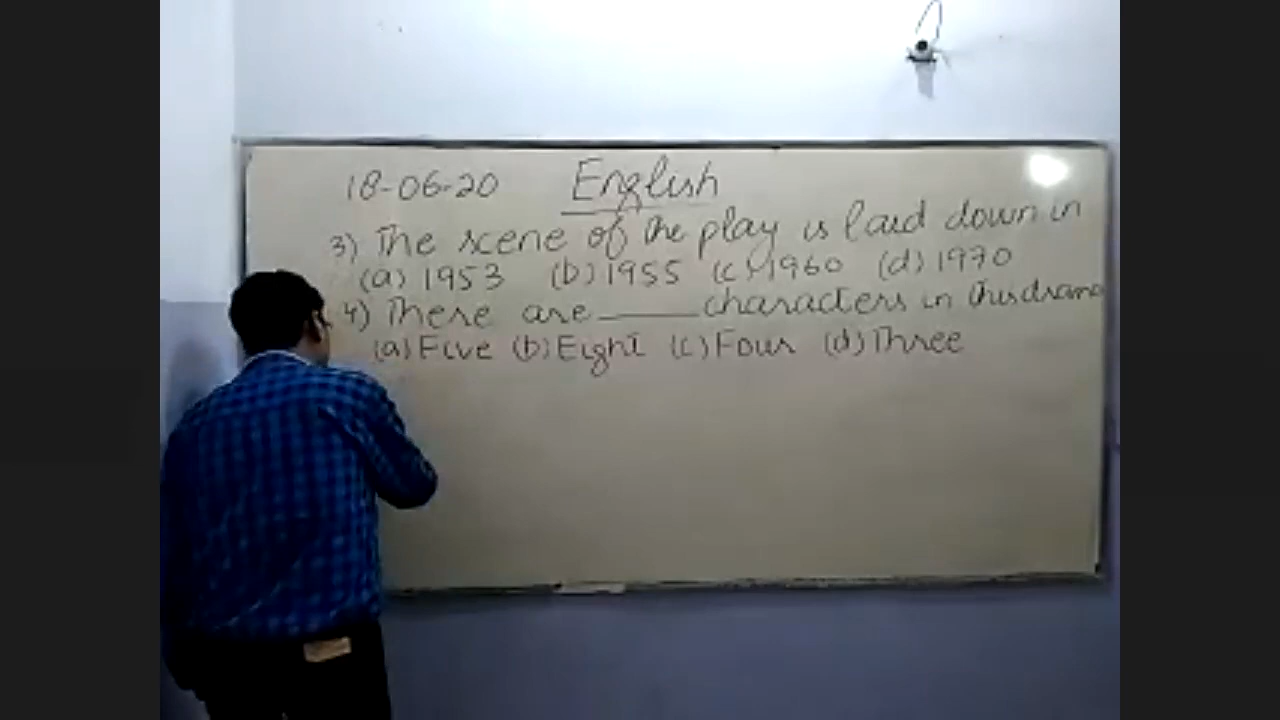 18-06-20 English
3) The scene of the play is laid down in
(a) 1953 (b) 1955 (c) 1960 (d) 1970
4) There are _____ characters in this drama
(a) Five (b) Eight (c) Four (d) Three